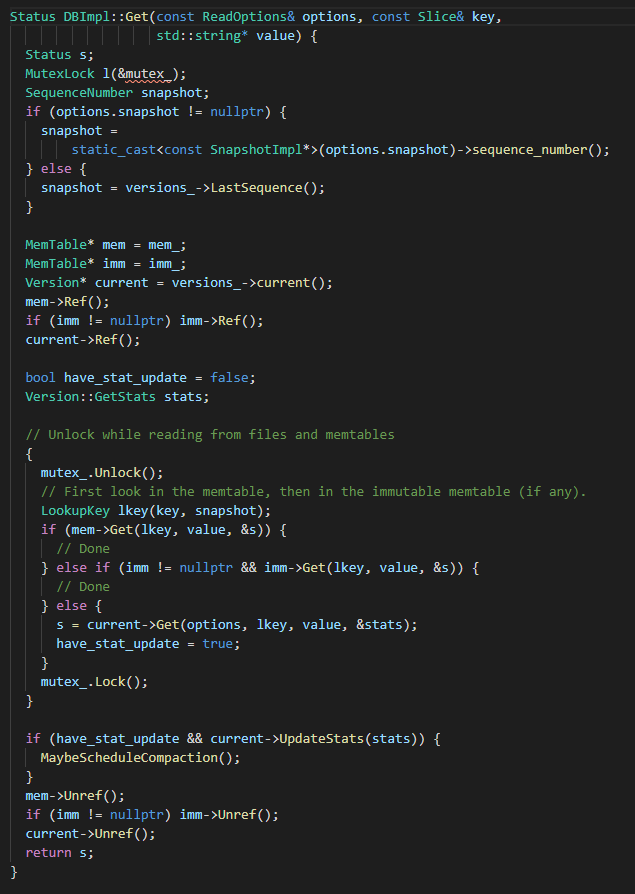 Status DBImpl::Get(const ReadOptions& options, const Slice& key,
                   std::string* value) {
  Status s;
  MutexLock l(&mutex_);
  SequenceNumber snapshot;
  if (options.snapshot != nullptr) {
    snapshot =
        static_cast<const SnapshotImpl*>(options.snapshot)->sequence_number();
  } else {
    snapshot = versions_->LastSequence();
  }

  MemTable* mem = mem_;
  MemTable* imm = imm_;
  Version* current = versions_->current();
  mem->Ref();
  if (imm != nullptr) imm->Ref();
  current->Ref();

  bool have_stat_update = false;
  Version::GetStats stats;

  // Unlock while reading from files and memtables
  {
    mutex_.Unlock();
    // First look in the memtable, then in the immutable memtable (if any).
    LookupKey lkey(key, snapshot);
    if (mem->Get(lkey, value, &s)) {
      // Done
    } else if (imm != nullptr && imm->Get(lkey, value, &s)) {
      // Done
    } else {
      s = current->Get(options, lkey, value, &stats);
      have_stat_update = true;
    }
    mutex_.Lock();
  }

  if (have_stat_update && current->UpdateStats(stats)) {
    MaybeScheduleCompaction();
  }
  mem->Unref();
  if (imm != nullptr) imm->Unref();
  current->Unref();
  return s;
}